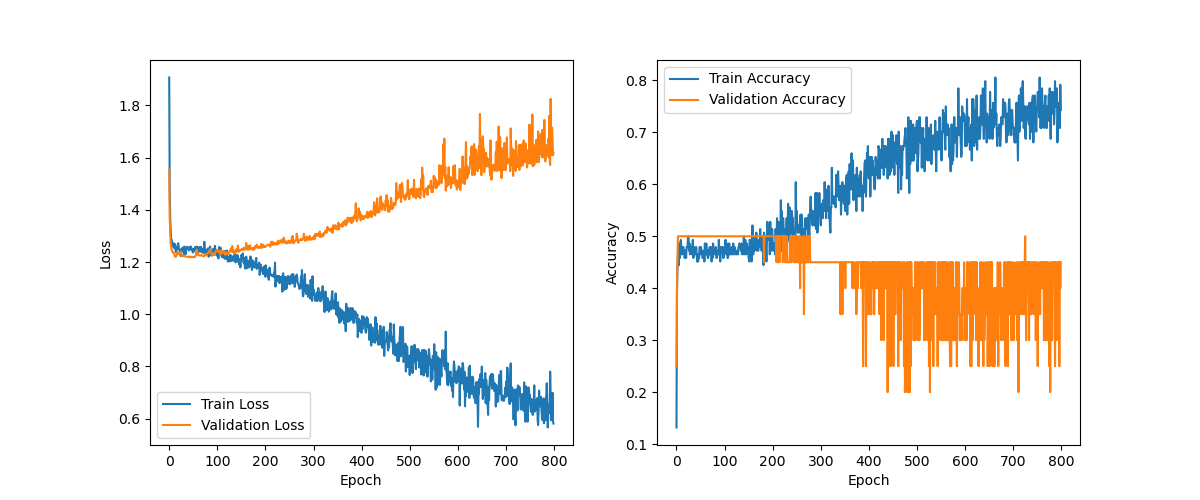 1.8
1.6
1.4
1.2
1.0
0.8
0.6
Loss
Train Loss
Validation Loss
0 100 200 300 400 500 600 700 800
Epoch
0.8
0.7
0.6
0.5
0.4
0.3
0.2
0.1
Accuracy
Train Accuracy
Validation Accuracy
0 100 200 300 400 500 600 700 800
Epoch